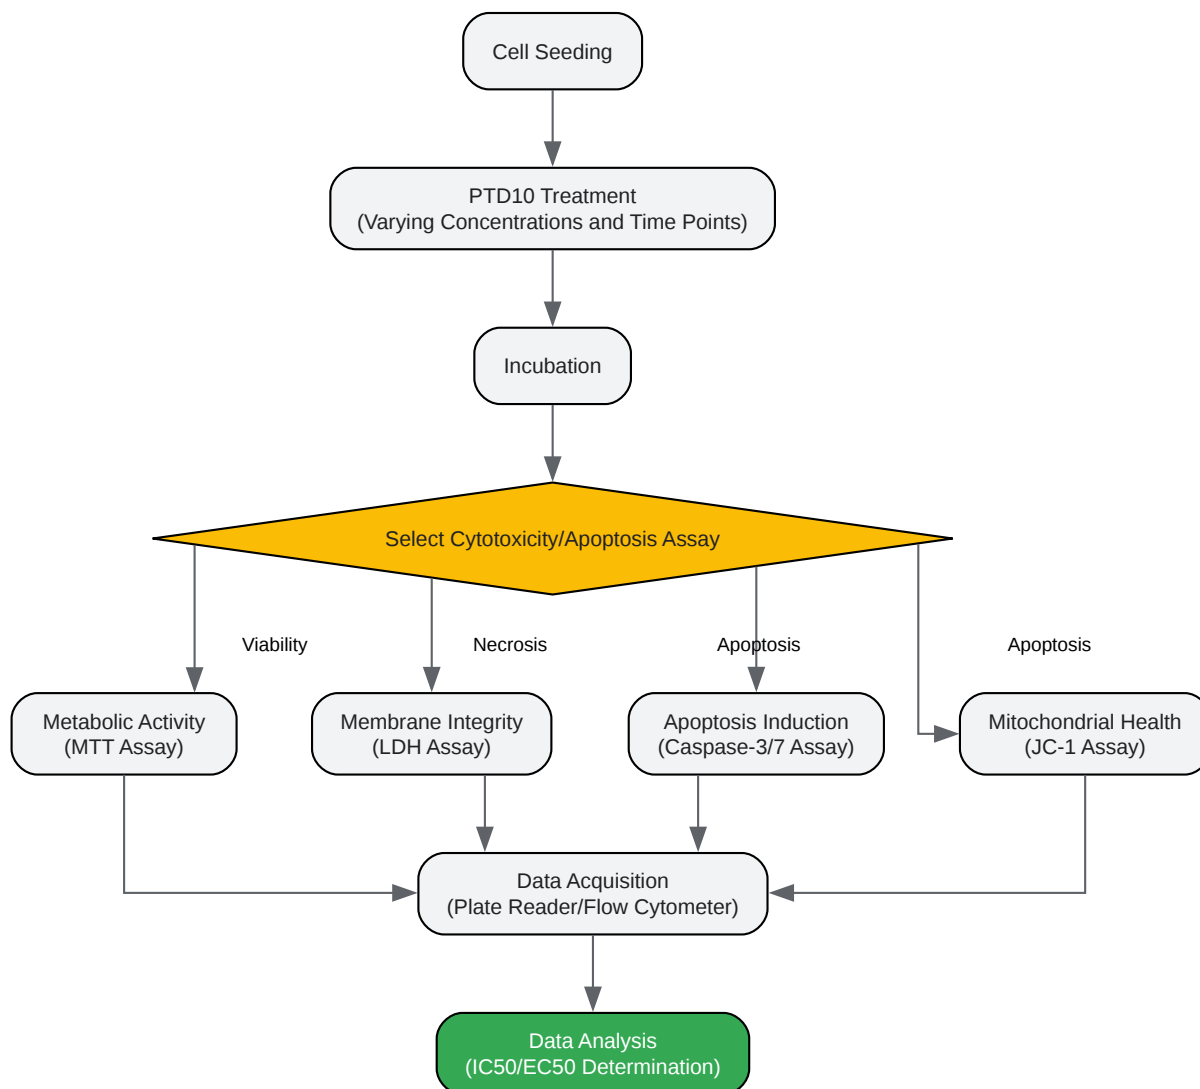 Cell Seeding
PTD10 Treatment
(Varying Concentrations and Time Points)
Incubation
Select Cytotoxicity/Apoptosis Assay
Viability
Necrosis
Apoptosis
Apoptosis
Metabolic Activity
(MTT Assay)
Membrane Integrity
(LDH Assay)
Apoptosis Induction
(Caspase-3/7 Assay)
Mitochondrial Health
(JC-1 Assay)
Data Acquisition
(Plate Reader/Flow Cytometer)
Data Analysis
(IC50/EC50 Determination)